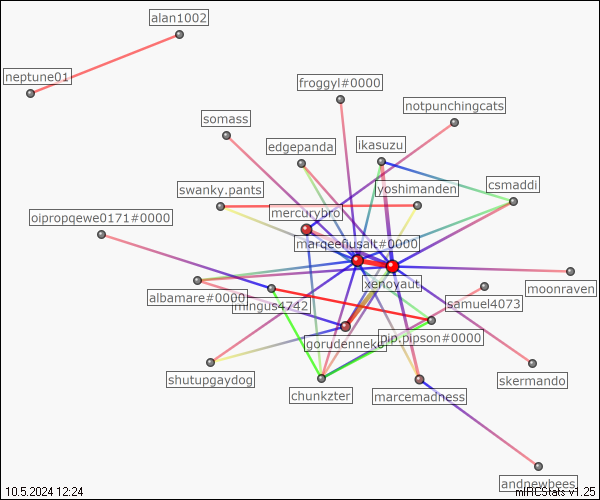 alan1002
neptune01
froggyl#0000
notpunchingcats
somass
edgepanda
ikasuzu
swanky.pants
yoshimanden
csmaddi
mercurybro
oipropqewe0171#0000
xenoyaut
moonraven
albamare#0000
mingus4742
samuel4073
gorudenneko
pip.pipson#0000
shutupgaydog
skermando
chunkzter
marcemadness
andnewbees
10.5.2024 12:24
mIRCStats v1.25